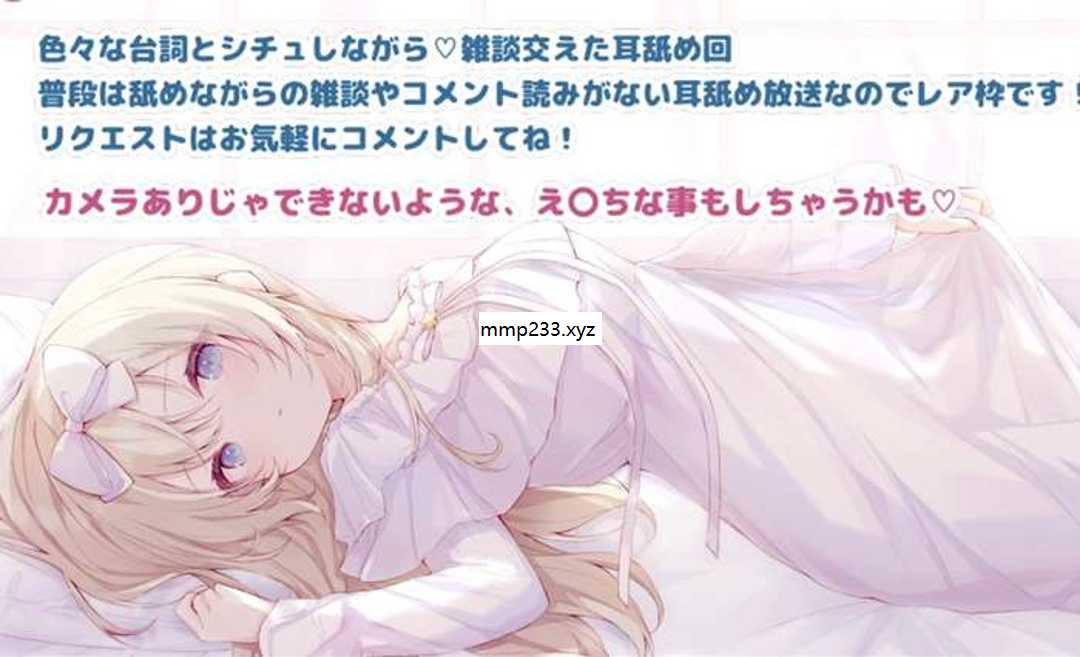 色々な台詞とシチュしながら♡雑談交えた耳舐め回
普段は舐めながらの雑談やコメント読みがない耳舐め放送なのでレア枠です！
リクエストはお気軽にコメントしてね！
カメラありじゃできないような、え〇ちな事もしちゃうかも♡
mmp233.xyz